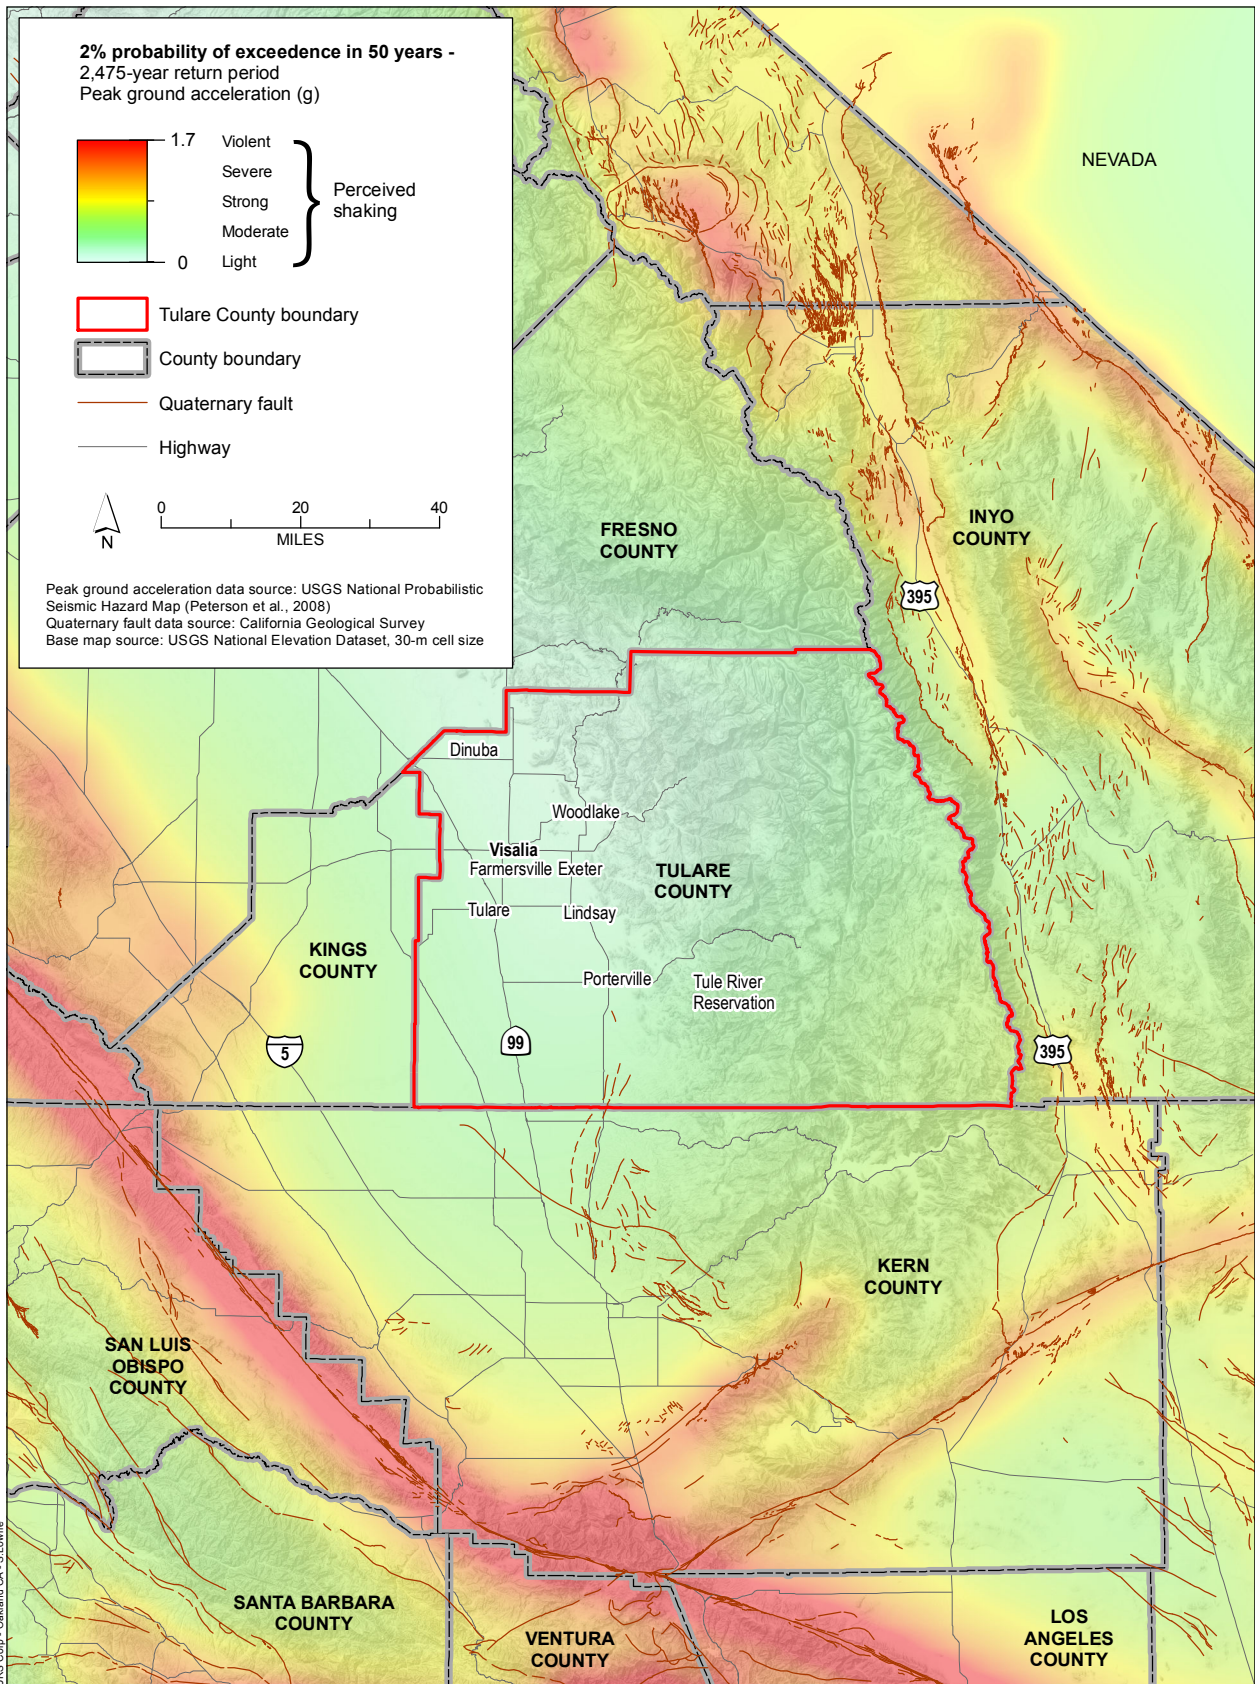 2% probability of exceedence in 50 years -
2,475-year return period
Peak ground acceleration (g)
1.7
Violent
Severe
Strong
Moderate
0
Light
Perceived
shaking
Tulare County boundary
County boundary
Quaternary fault
Highway
N
0
20
40
MILES
Peak ground acceleration data source: USGS National Probabilistic
Seismic Hazard Map (Peterson et al., 2008)
Quaternary fault data source: California Geological Survey
Base map source: USGS National Elevation Dataset, 30-m cell size
NEVADA
FRESNO
COUNTY
INYO
COUNTY
395
Dinuba
Woodlake
Visalia
Farmersville Exeter
TULARE
COUNTY
Tulare
Lindsay
KINGS
COUNTY
Porterville
Tule River
Reservation
5
99
395
KERN
COUNTY
SAN LUIS
OBISPO
COUNTY
SANTA BARBARA
COUNTY
VENTURA
COUNTY
LOS
ANGELES
COUNTY